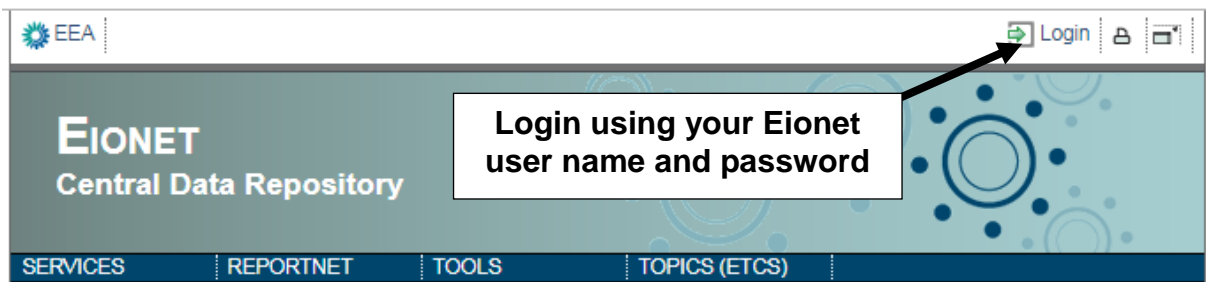 EEA Login
Login using your Eionet
user name and password
EIONET
Central Data Repository
SERVICES REPORTNET TOOLS TOPICS (ETCS)